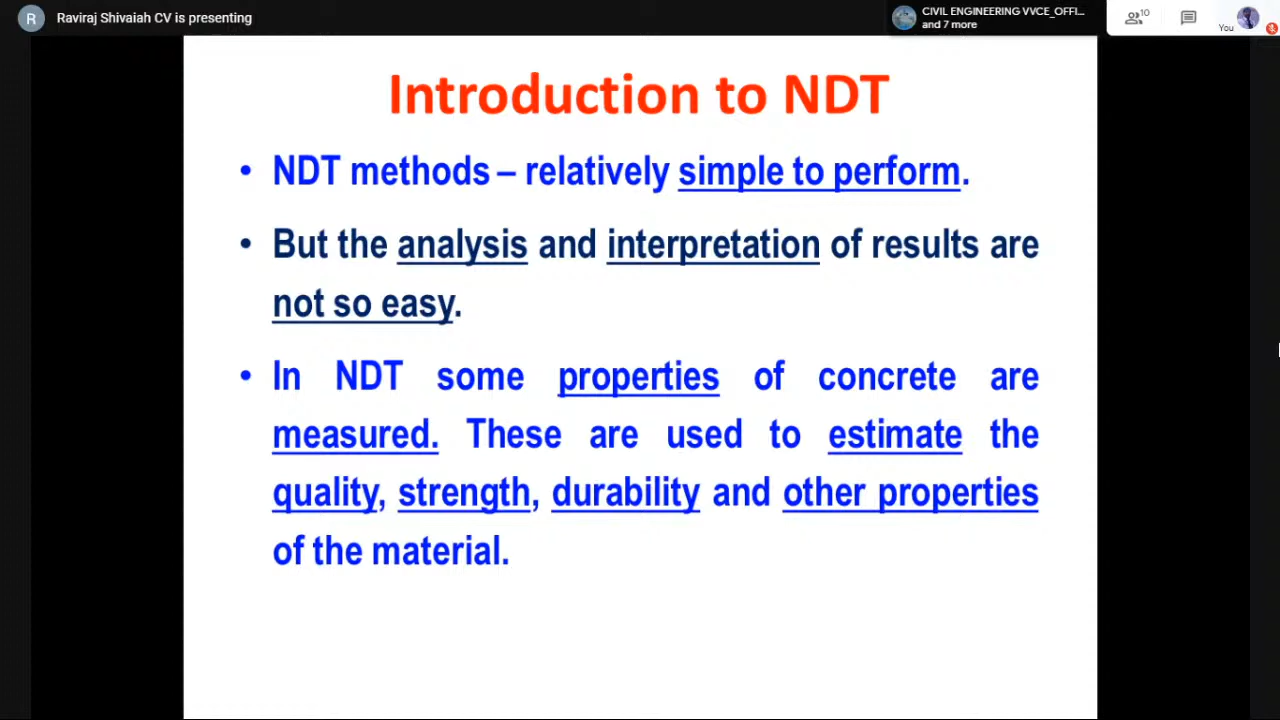 R
Raviraj Shivaiah CV is presenting
CIVIL ENGINEERING VVCE_OFFI...
and 7 more
10
You
Introduction to NDT
• NDT methods – relatively simple to perform.
• But the analysis and interpretation of results are
not so easy.
• In NDT some properties of concrete are
measured. These are used to estimate the
quality, strength, durability and other properties
of the material.